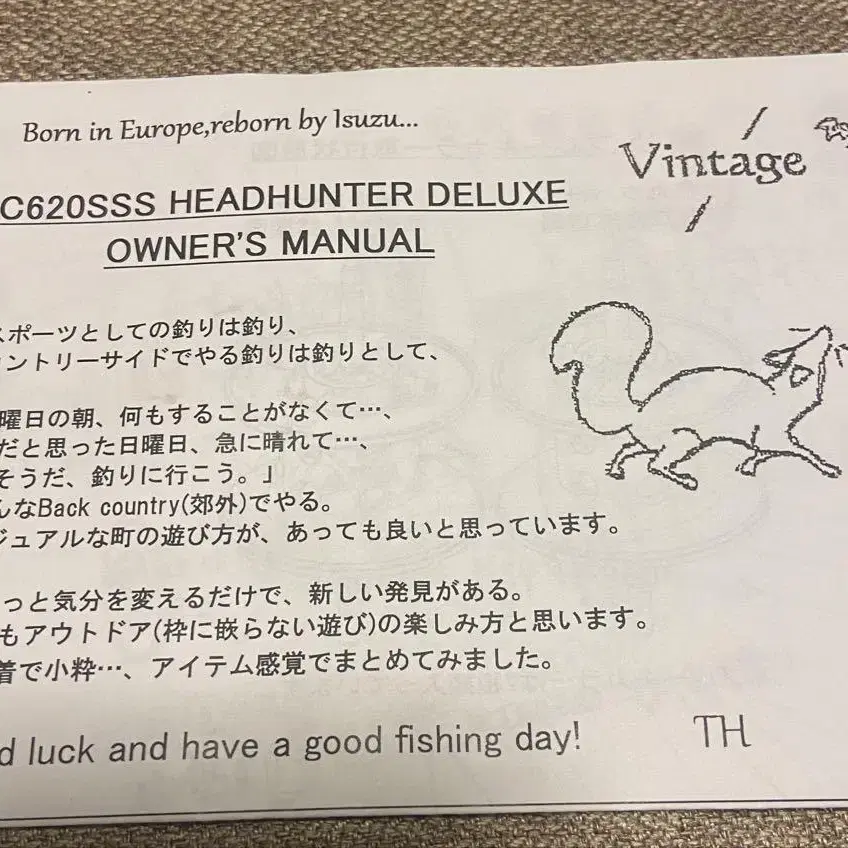 Born in Europe,reborn by Isuzu...
Vintage
C620SSS HEADHUNTER DELUXE
OWNER'S MANUAL
スポーツとしての釣りは釣り、
ントリーサイドでやる釣りは釣りとして、
曜日の朝、何もすることがなくて…、
だと思った日曜日、急に晴れて…、
そうだ、釣りに行こう。」
んなBack country(郊外)でやる。
ジュアルな町の遊び方が、あっても良いと思っています。
っと気分を変えるだけで、新しい発見がある。
もアウトドア(枠に嵌らない遊び)の楽しみ方と思います。
着で小粋…、アイテム感覚でまとめてみました。
d luck and have a good fishing day!
TH